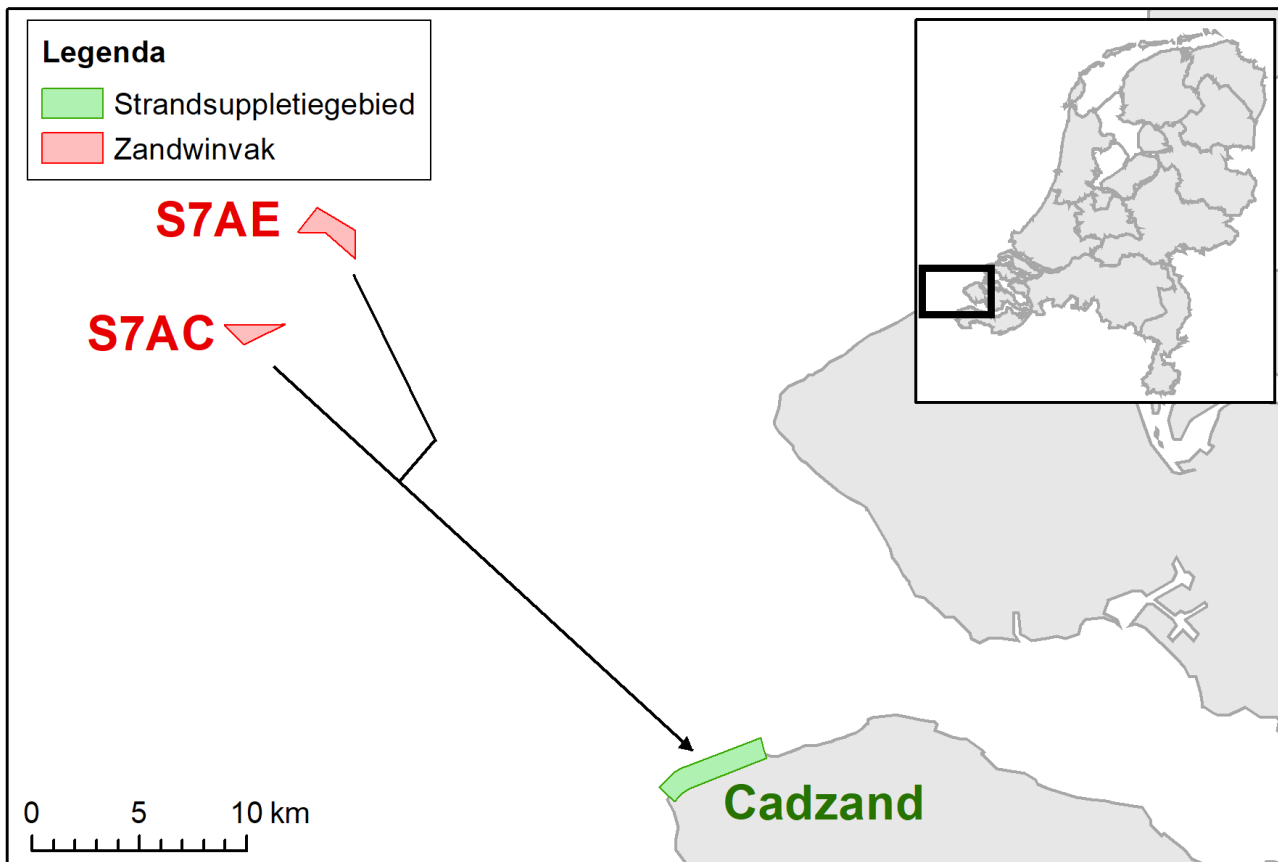 Legenda
Strandsuppletiegebied
Zandwinvak
S7AE
S7AC
Cadzand
0 5 10 km